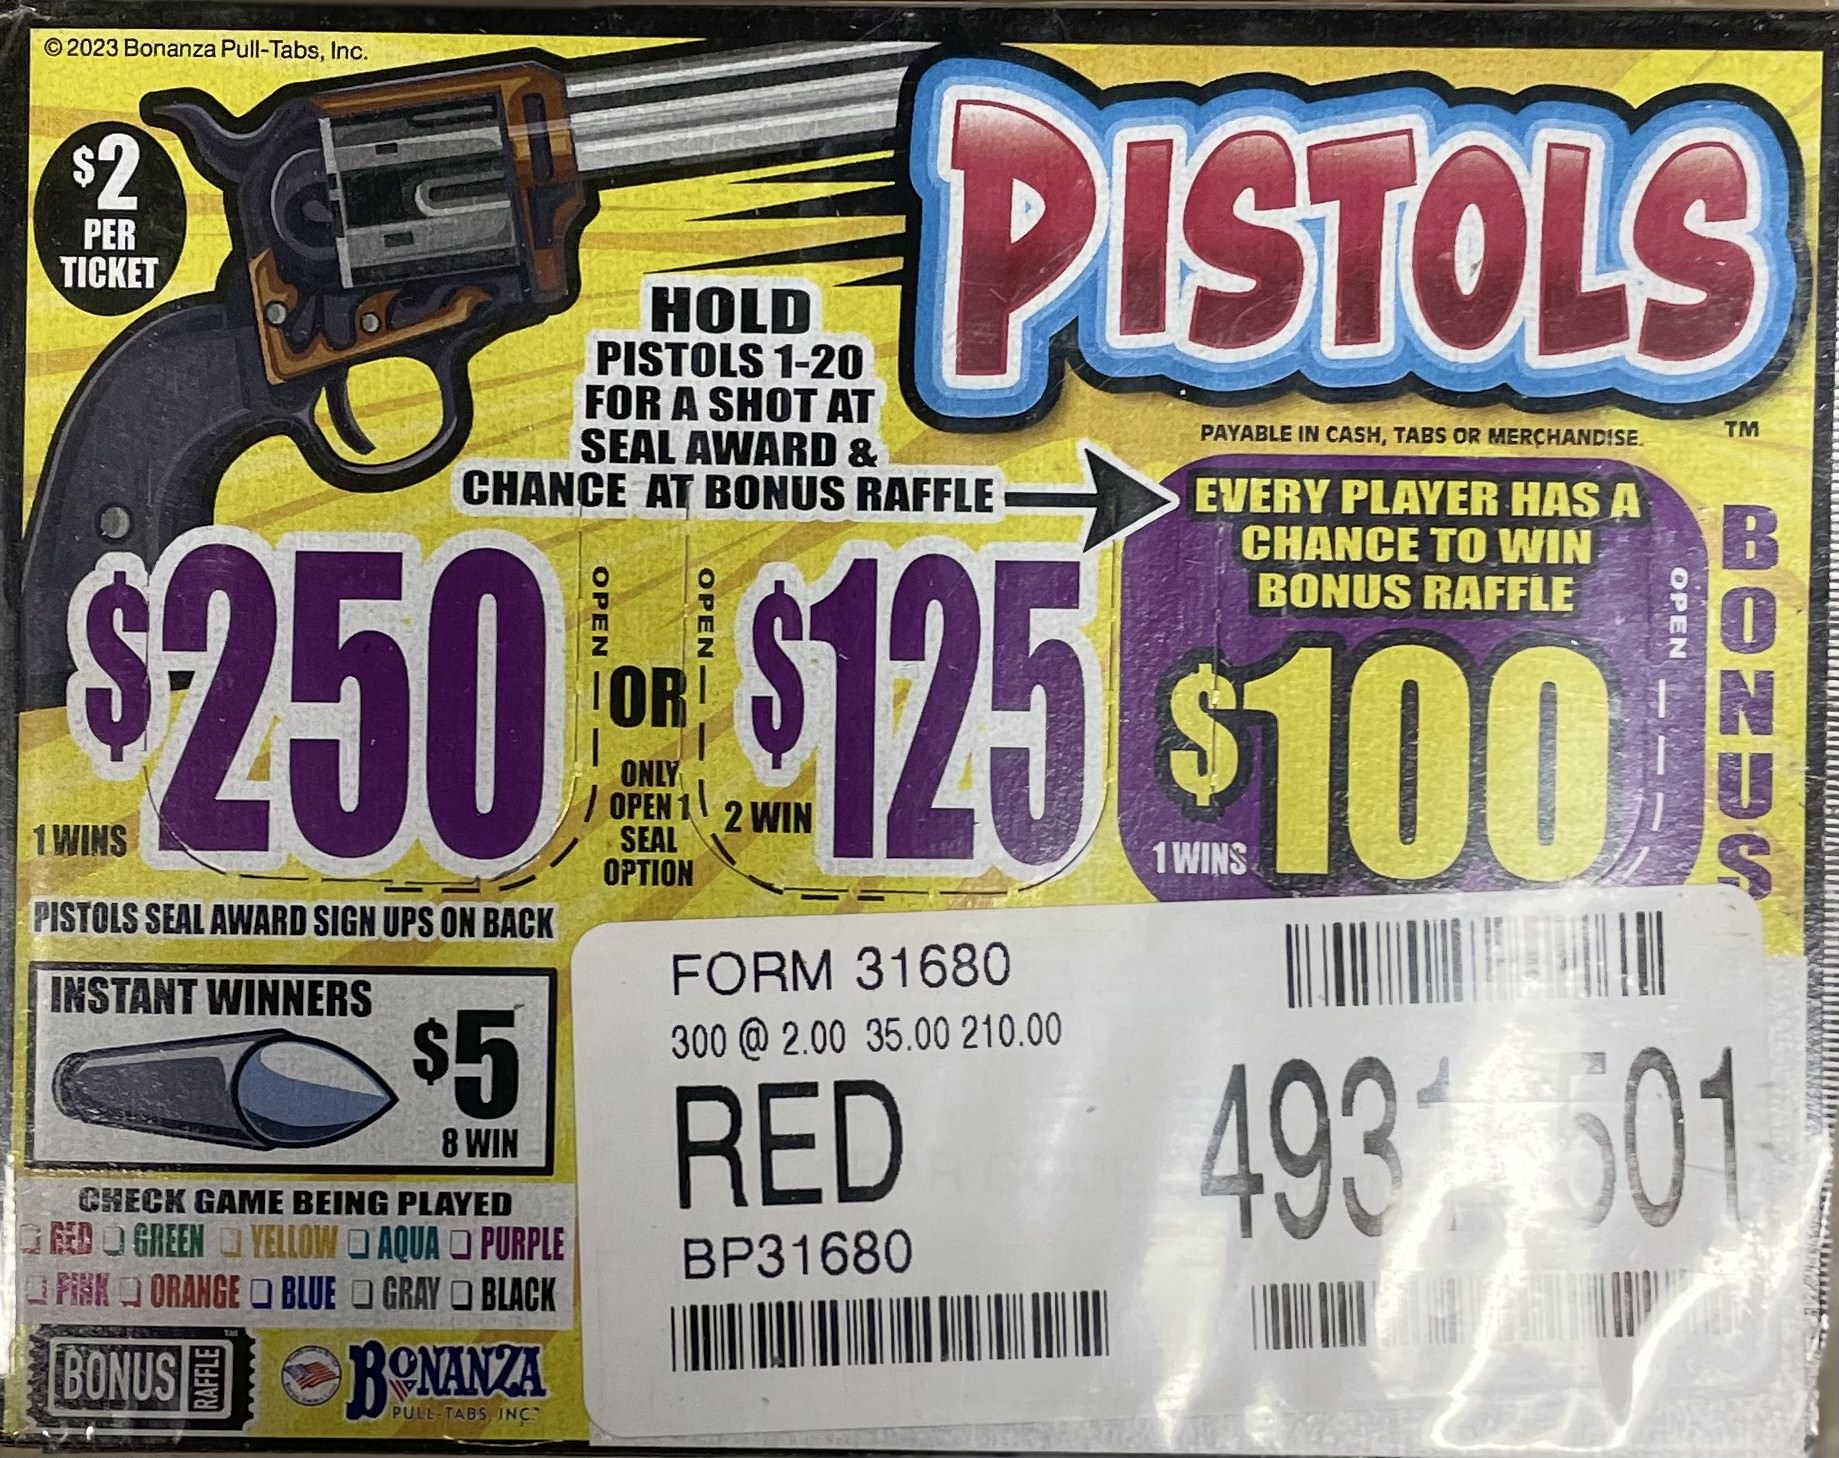 © 2023 Bonanza Pull-Tabs, Inc.
$2
PER
TICKET
PISTOLS
TM
HOLD
PISTOLS 1-20
FOR A SHOT AT
SEAL AWARD &
CHANCE AT BONUS RAFFLE
PAYABLE IN CASH, TABS OR MERCHANDISE.
EVERY PLAYER HAS A
CHANCE TO WIN
BONUS RAFFLE
BONUS
$250
1 WINS
OPEN
OR
ONLY
OPEN 1
SEAL
OPTION
OPEN
$125
2 WIN
$100
1 WINS
OPEN
PISTOLS SEAL AWARD SIGN UPS ON BACK
INSTANT WINNERS
$5
8 WIN
CHECK GAME BEING PLAYED
RED GREEN YELLOW AQUA PURPLE
PINK ORANGE BLUE GRAY BLACK
BONUS RAFFLE
BONANZA
PULL-TABS, INC.
FORM 31680
300 @ 2.00 35.00 210.00
RED
BP31680